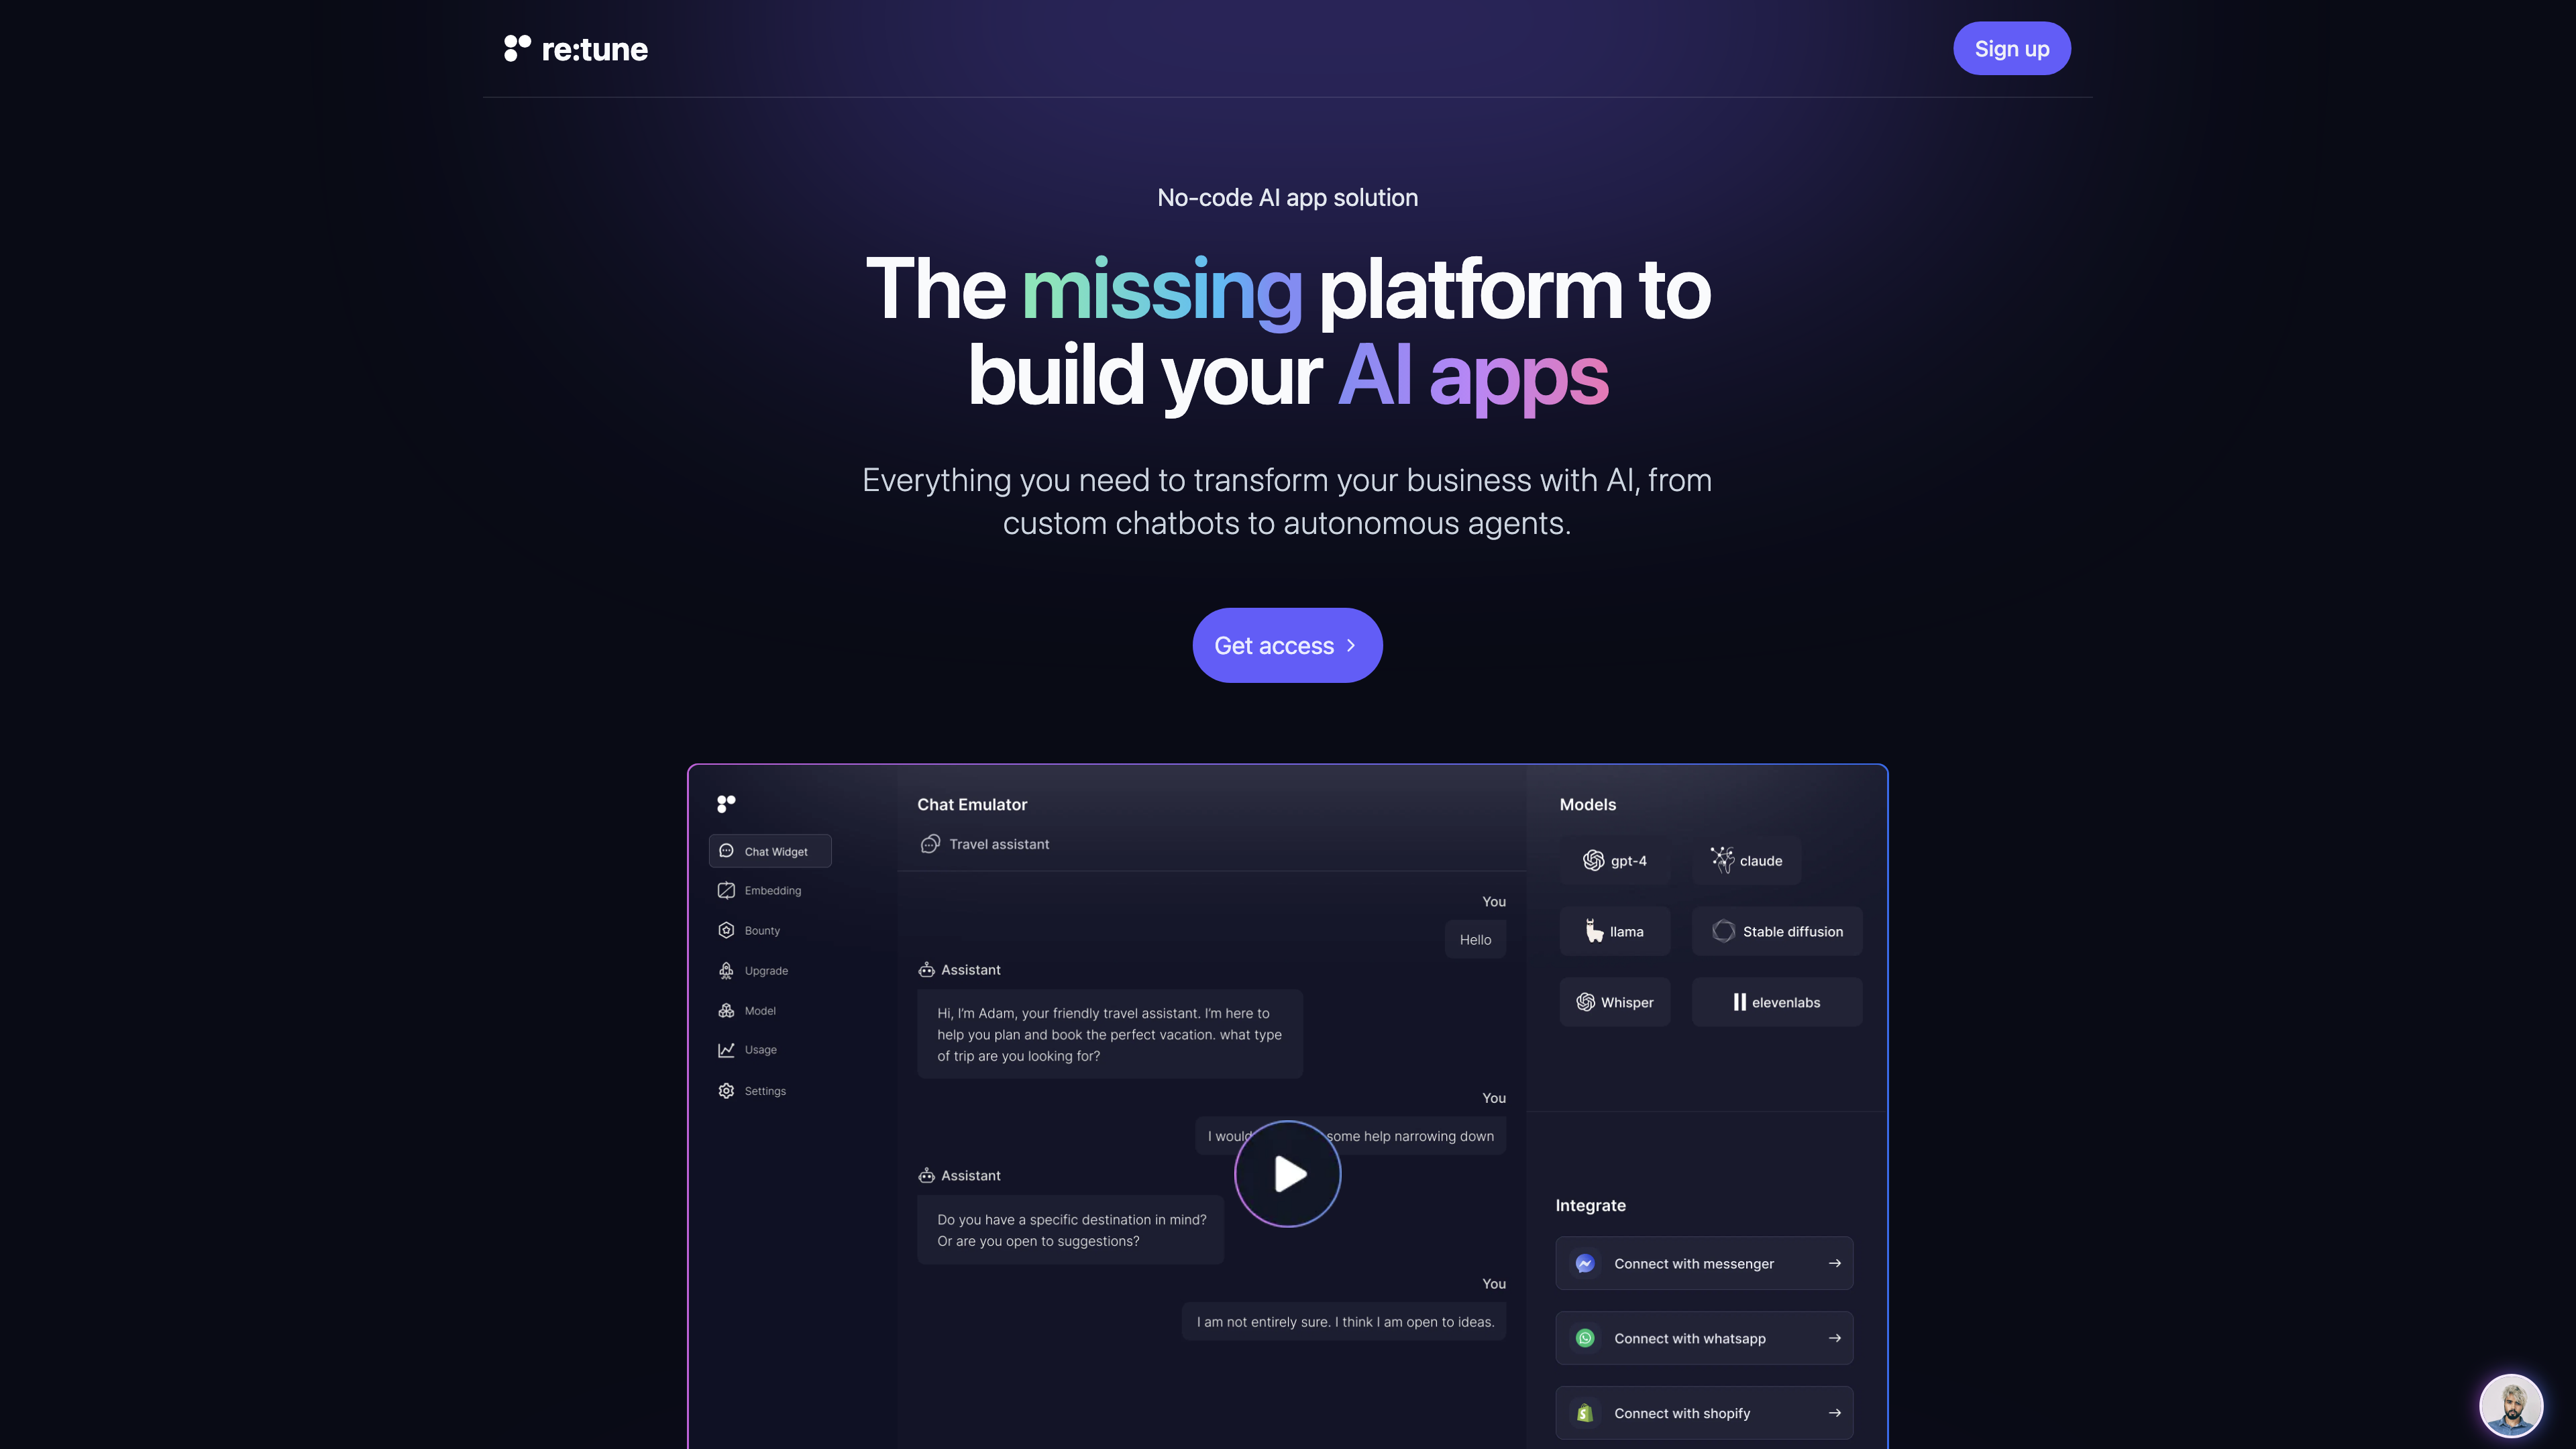 re:tune
Sign up
No-code AI app solution
The missing platform to
build your AI apps
Everything you need to transform your business with AI, from
custom chatbots to autonomous agents.
Get access
Chat Widget
Embedding
Bounty
Upgrade
Model
Usage
Settings
Chat Emulator
Travel assistant
You
Hello
Assistant
Hi, I'm Adam, your friendly travel assistant. I'm here to
help you plan and book the perfect vacation. what type
of trip are you looking for?
You
I would some help narrowing down
Assistant
Do you have a specific destination in mind?
Or are you open to suggestions?
You
I am not entirely sure. I think I am open to ideas.
Models
gpt-4
claude
llama
Stable diffusion
Whisper
elevenlabs
Integrate
Connect with messenger
Connect with whatsapp
Connect with shopify